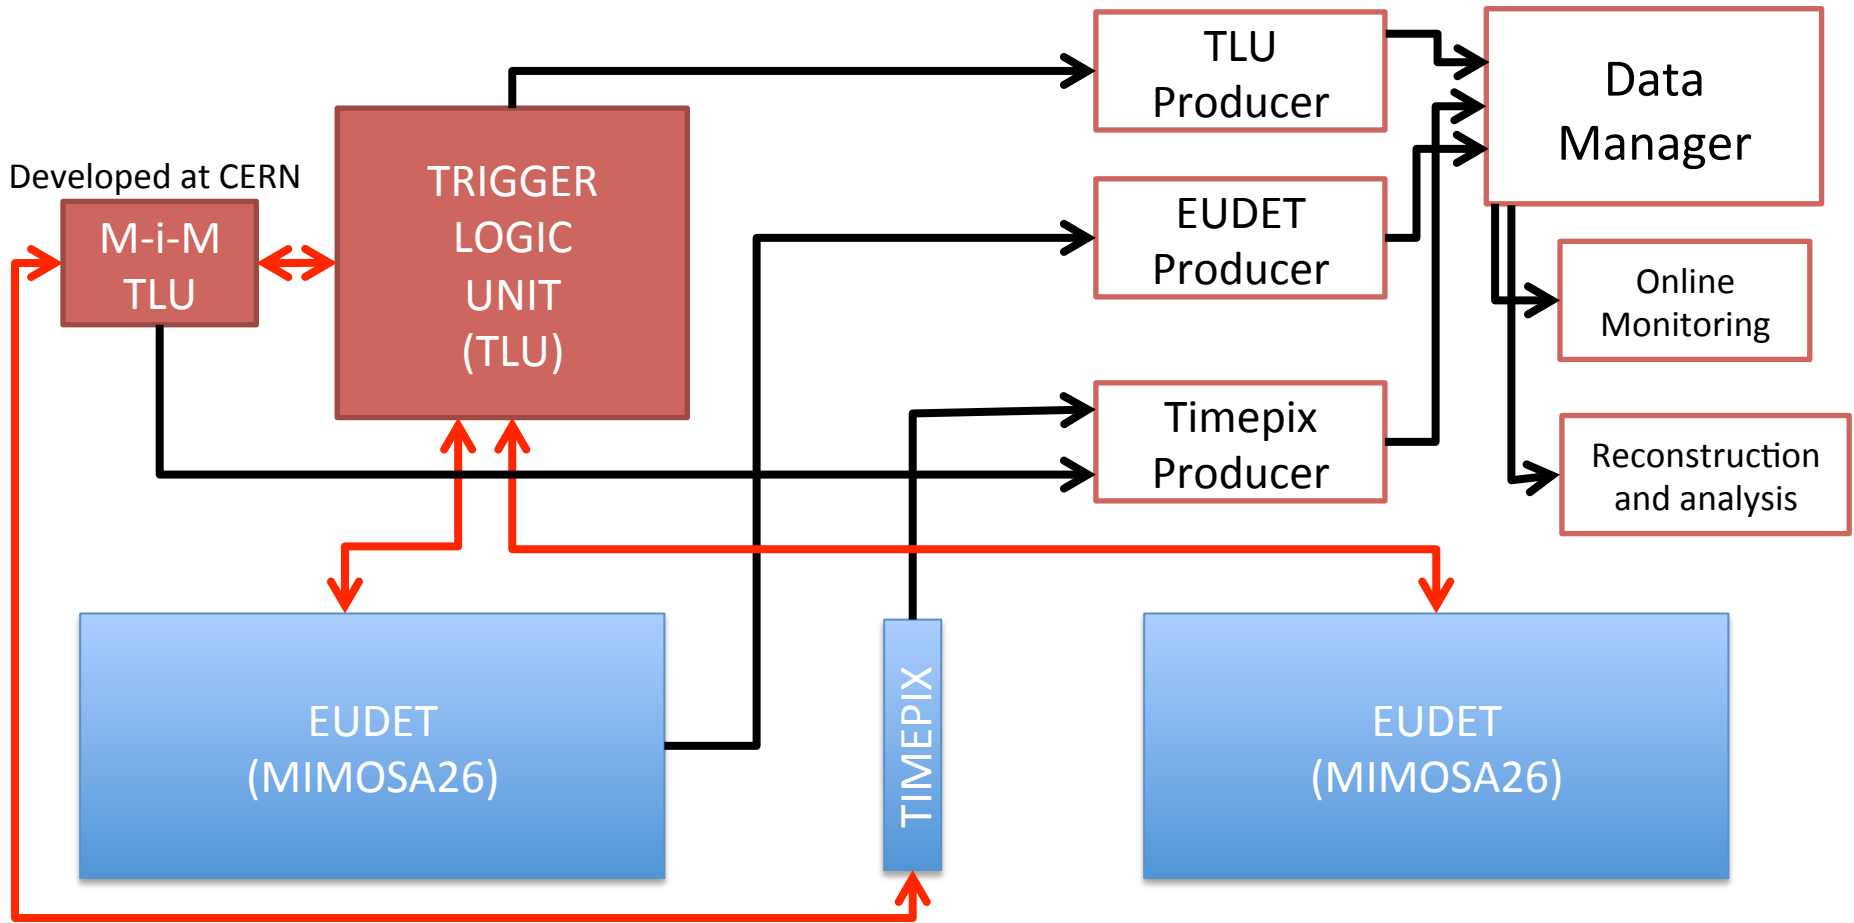 TLU
Producer
Data
Manager
Developed at CERN
M-i-M
TLU
TRIGGER
LOGIC
UNIT
(TLU)
EUDET
Producer
Online
Monitoring
Timepix
Producer
Reconstruction
and analysis
EUDET
(MIMOSA26)
TIMEPIX
EUDET
(MIMOSA26)